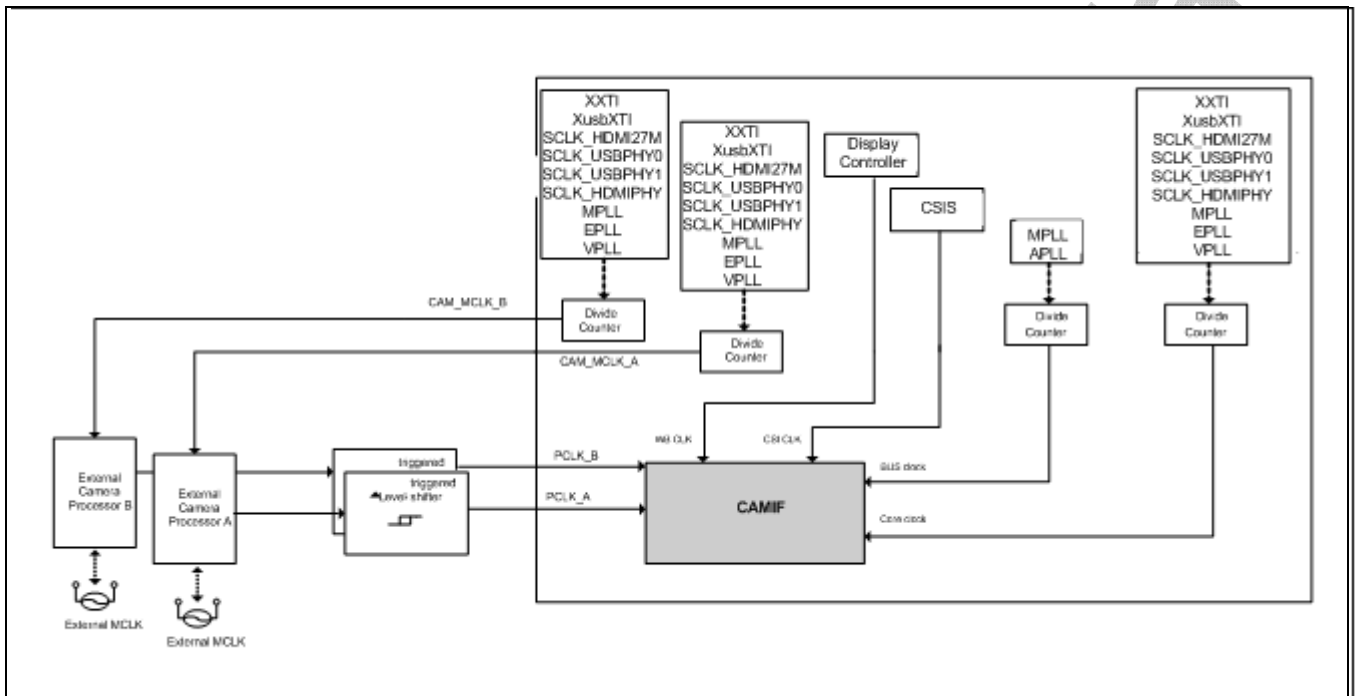 XXTI
XusbXTI
SCLK_HDMI27M
SCLK_USBPHY0
SCLK_USBPHY1
SCLK_HDMIPHY
MPLL
EPLL
VPLL
Divide
Counter
XXTI
XusbXTI
SCLK_HDMI27M
SCLK_USBPHY0
SCLK_USBPHY1
SCLK_HDMIPHY
MPLL
EPLL
VPLL
Divide
Counter
Display
Controller
CSIS
MPLL
APLL
Divide
Counter
XXTI
XusbXTI
SCLK_HDMI27M
SCLK_USBPHY0
SCLK_USBPHY1
SCLK_HDMIPHY
MPLL
EPLL
VPLL
Divide
Counter
CAM_MCLK_B
CAM_MCLK_A
External
Camera
Processor B
External
Camera
Processor A
triggered
triggered
Level shifter
PCLK_B
PCLK_A
WB CLK
CSI CLK
BUS clock
Core clock
CAMIF
External MCLK
External MCLK